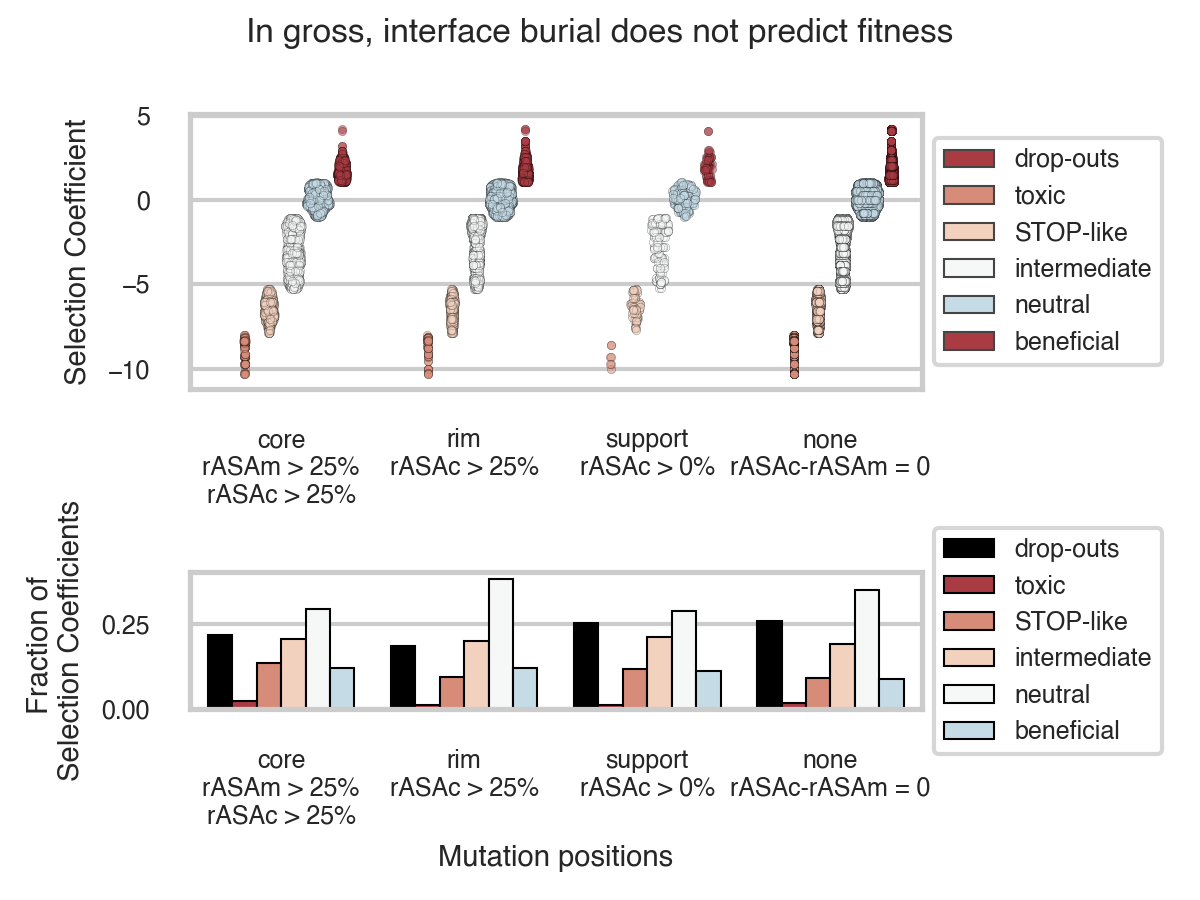 In gross, interface burial does not predict fitness
Selection Coefficient
5
0
−5
−10
drop-outs
toxic
STOP-like
intermediate
neutral
beneficial
core
rASAm > 25%
rASAc > 25%
rim
rASAc > 25%
support
rASAc > 0%
none
rASAc-rASAm = 0
Fraction of
Selection Coefficients
0.25
0.00
drop-outs
toxic
STOP-like
intermediate
neutral
beneficial
core
rASAm > 25%
rASAc > 25%
rim
rASAc > 25%
support
rASAc > 0%
none
rASAc-rASAm = 0
Mutation positions